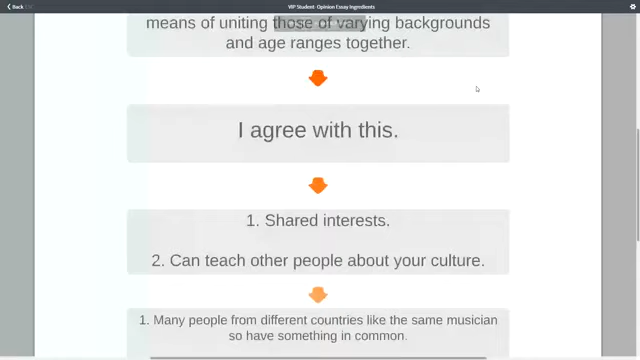 Back
VIP Student- Opinion Essay Ingredients
means of uniting those of varying backgrounds
and age ranges together.
I agree with this.
1. Shared interests.
2. Can teach other people about your culture.
1. Many people from different countries like the same musician
so have something in common.